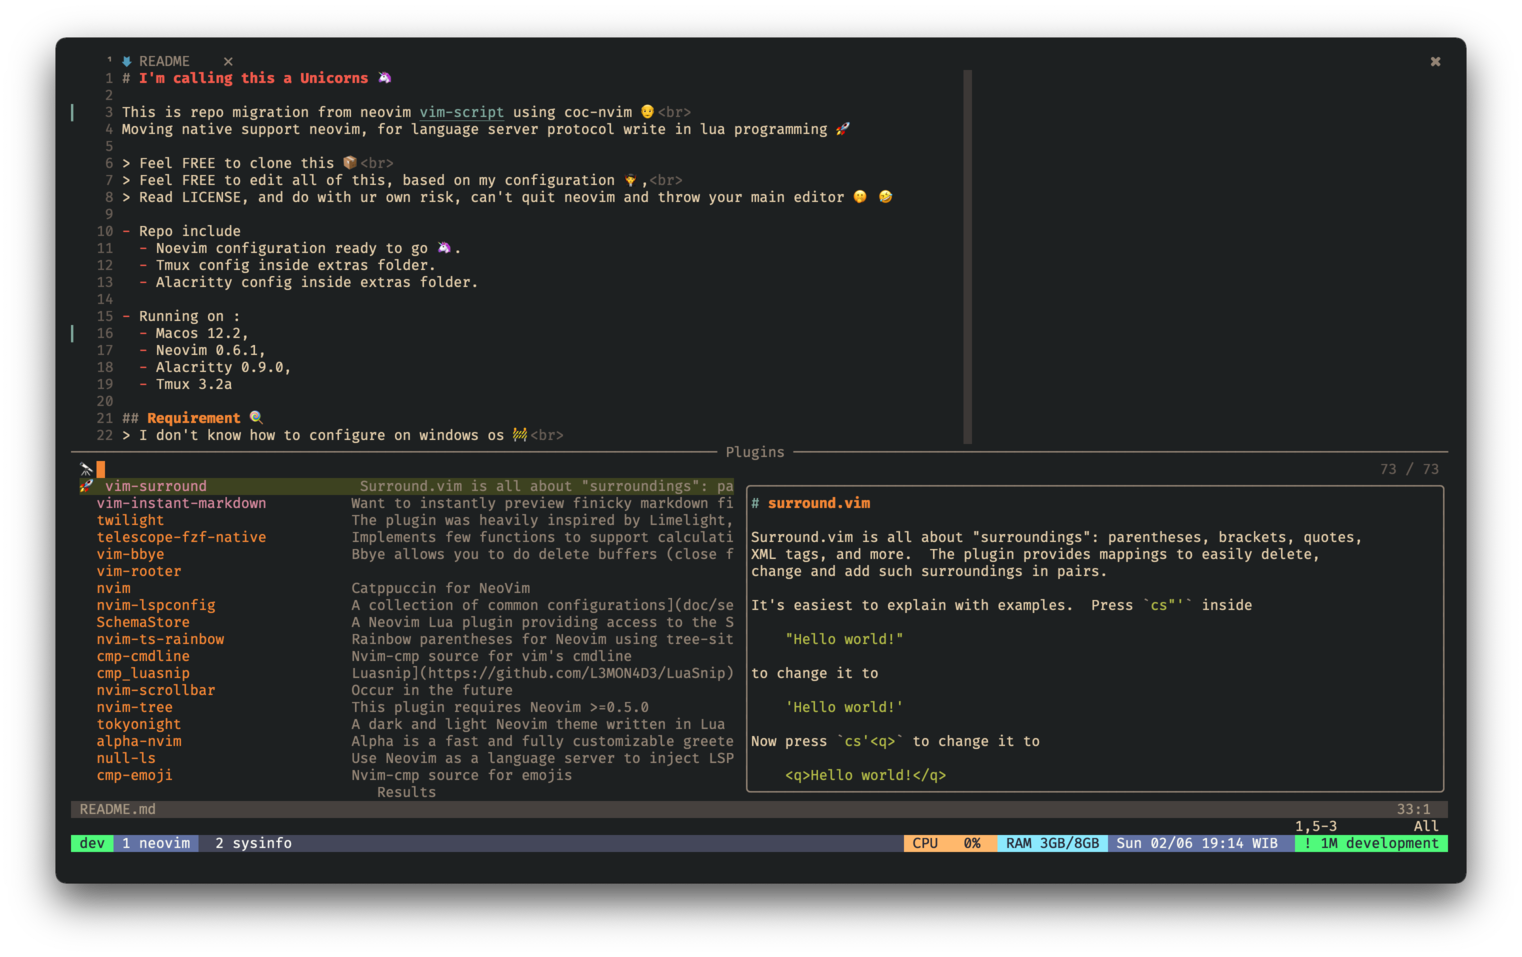 README ×
1 # I'm calling this a Unicorns 🦄
2
3 This is repo migration from neovim vim-script using coc-nvim 👴<br>
4 Moving native support neovim, for language server protocol write in lua programming 🚀
5
6 > Feel FREE to clone this 📦<br>
7 > Feel FREE to edit all of this, based on my configuration ,<br>
8 > Read LICENSE, and do with ur own risk, can't quit neovim and throw your main editor 🤫 🤣
9
10 - Repo include
11 - Noevim configuration ready to go 🦄.
12 - Tmux config inside extras folder.
13 - Alacritty config inside extras folder.
14
15 - Running on :
16 - Macos 12.2,
17 - Neovim 0.6.1,
18 - Alacritty 0.9.0,
19 - Tmux 3.2a
20
21 ## Requirement 🍭
22 > I don't know how to configure on windows os 🚧<br>
Plugins
73 / 73
vim-surround Surround.vim is all about "surroundings": pa
vim-instant-markdown Want to instantly preview finicky markdown fi
twilight The plugin was heavily inspired by Limelight,
telescope-fzf-native Implements few functions to support calculati
vim-bbye Bbye allows you to do delete buffers (close f
vim-rooter
nvim Catppuccin for NeoVim
nvim-lspconfig A collection of common configurations](doc/se
SchemaStore A Neovim Lua plugin providing access to the S
nvim-ts-rainbow Rainbow parentheses for Neovim using tree-sit
cmp-cmdline Nvim-cmp source for vim's cmdline
cmp_luasnip Luasnip](https://github.com/L3MON4D3/LuaSnip)
nvim-scrollbar Occur in the future
nvim-tree This plugin requires Neovim >=0.5.0
tokyonight A dark and light Neovim theme written in Lua
alpha-nvim Alpha is a fast and fully customizable greete
null-ls Use Neovim as a language server to inject LSP
cmp-emoji Nvim-cmp source for emojis
Results
# surround.vim
Surround.vim is all about "surroundings": parentheses, brackets, quotes,
XML tags, and more.  The plugin provides mappings to easily delete,
change and add such surroundings in pairs.
It's easiest to explain with examples.  Press `cs"'` inside
"Hello world!"
to change it to
'Hello world!'
Now press `cs'<q>` to change it to
<q>Hello world!</q>
README.md 33:1
1,5-3 All
dev 1 neovim 2 sysinfo CPU 0% RAM 3GB/8GB Sun 02/06 19:14 WIB ! 1M development